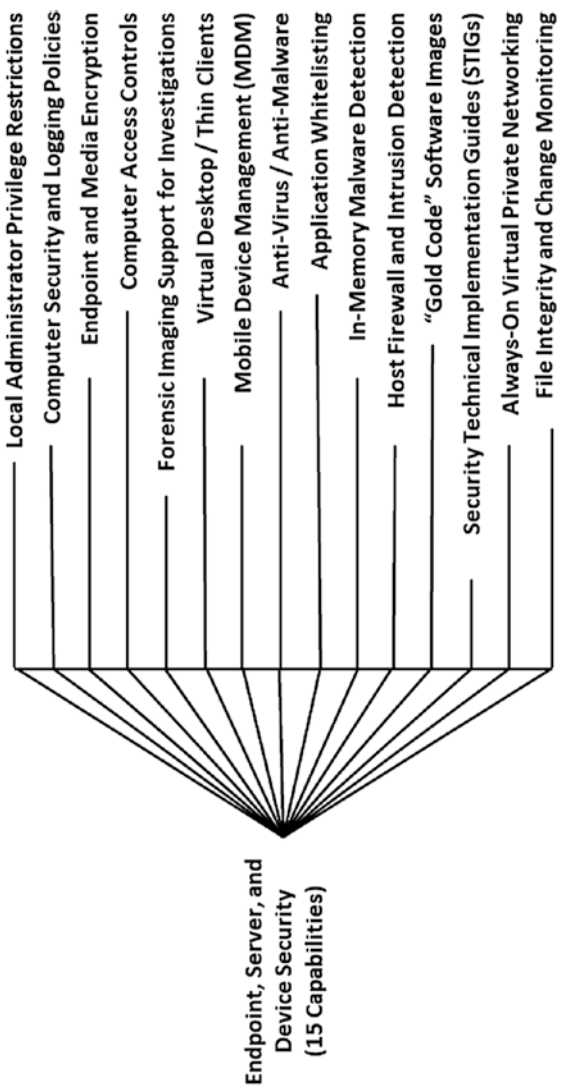 Endpoint, Server, and
Device Security
(15 Capabilities)
Local Administrator Privilege Restrictions
Computer Security and Logging Policies
Endpoint and Media Encryption
Computer Access Controls
Forensic Imaging Support for Investigations
Virtual Desktop / Thin Clients
Mobile Device Management (MDM)
Anti-Virus / Anti-Malware
Application Whitelisting
In-Memory Malware Detection
Host Firewall and Intrusion Detection
“Gold Code” Software Images
Security Technical Implementation Guides (STIGs)
Always-On Virtual Private Networking
File Integrity and Change Monitoring